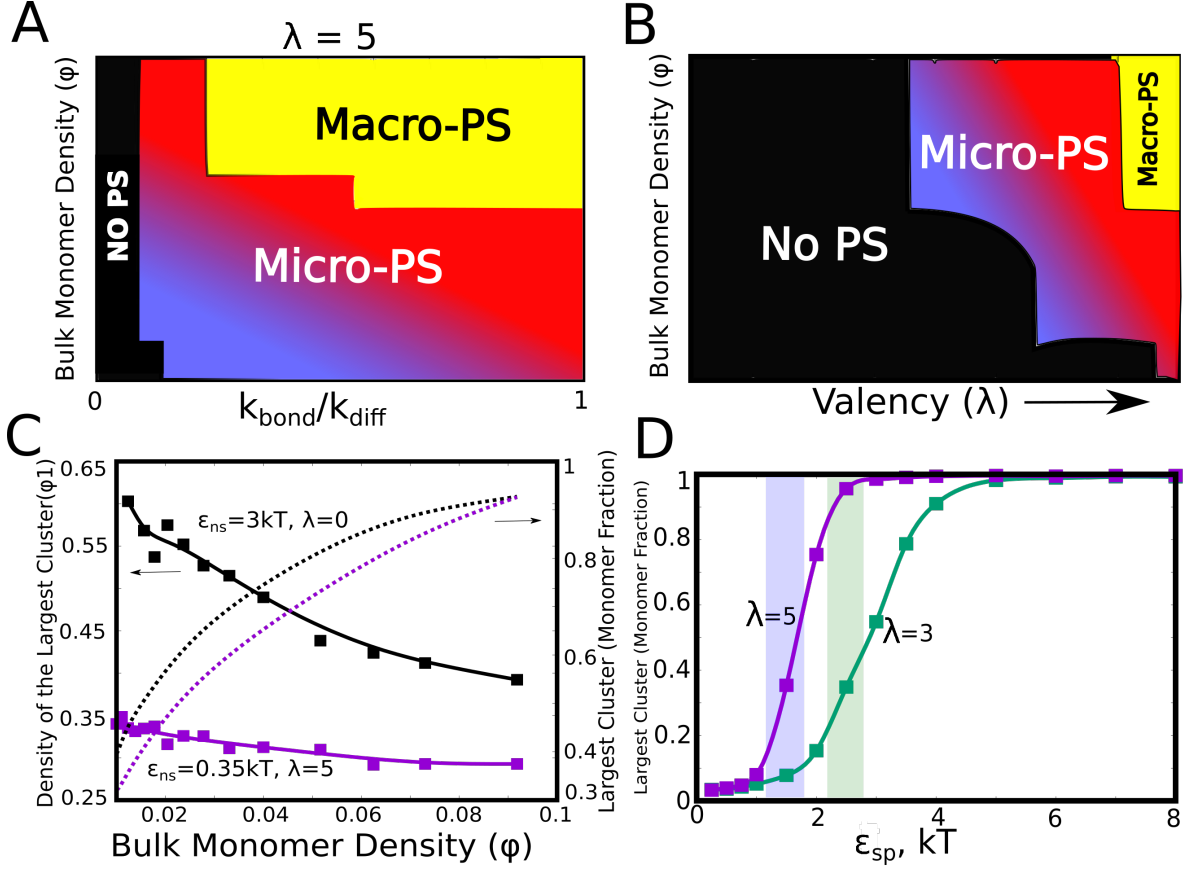 A
λ = 5
Bulk Monomer Density (φ)
NO PS
Macro-PS
Micro-PS
0
k_bond/k_diff
1
B
Bulk Monomer Density (φ)
No PS
Micro-PS
Macro-PS
Valency (λ)
C
Density of the Largest Cluster(φ1)
0.65
0.55
0.45
0.35
0.25
ε_ns=3kT, λ=0
ε_ns=0.35kT, λ=5
1
0.8
0.6
0.4
0.3
Largest Cluster (Monomer Fraction)
0.02
0.04
0.06
0.08
0.1
Bulk Monomer Density (φ)
D
Largest Cluster (Monomer Fraction)
1
0.8
0.6
0.4
0.2
0
λ=5
λ=3
0
2
4
6
8
ε_sp, kT